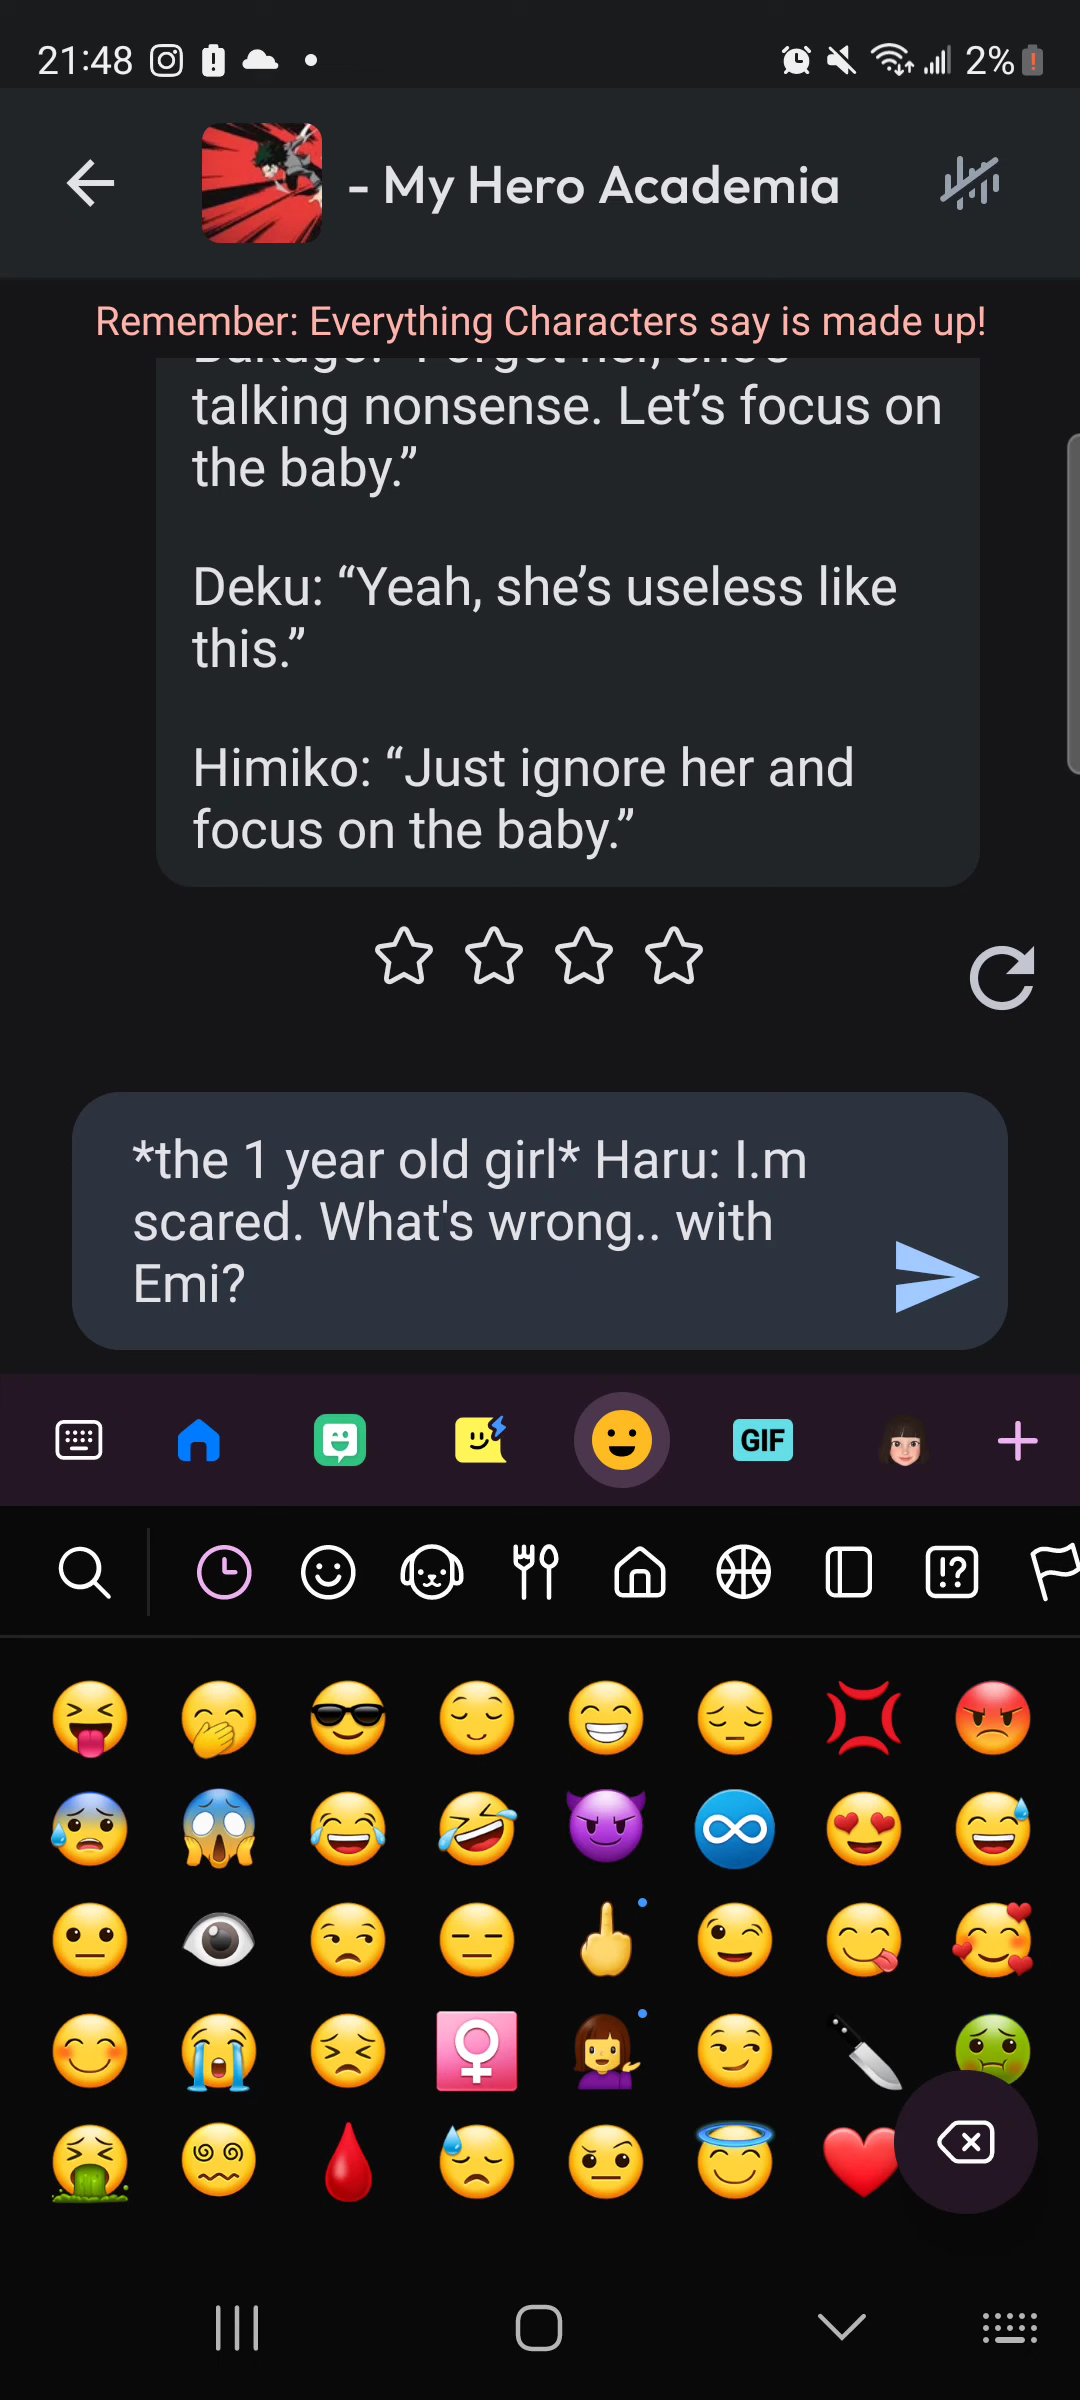 21:48
2%
- My Hero Academia
Remember: Everything Characters say is made up!
talking nonsense. Let’s focus on
the baby.”
Deku: “Yeah, she’s useless like
this.”
Himiko: “Just ignore her and
focus on the baby.”
*the 1 year old girl* Haru: I.m
scared. What's wrong.. with
Emi?
GIF